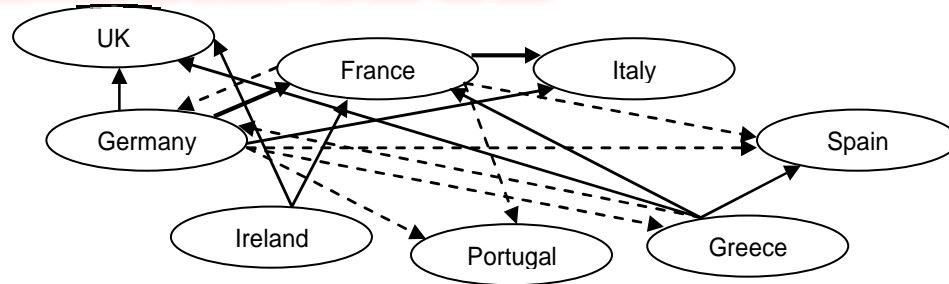 UK
France
Italy
Germany
Spain
Ireland
Portugal
Greece